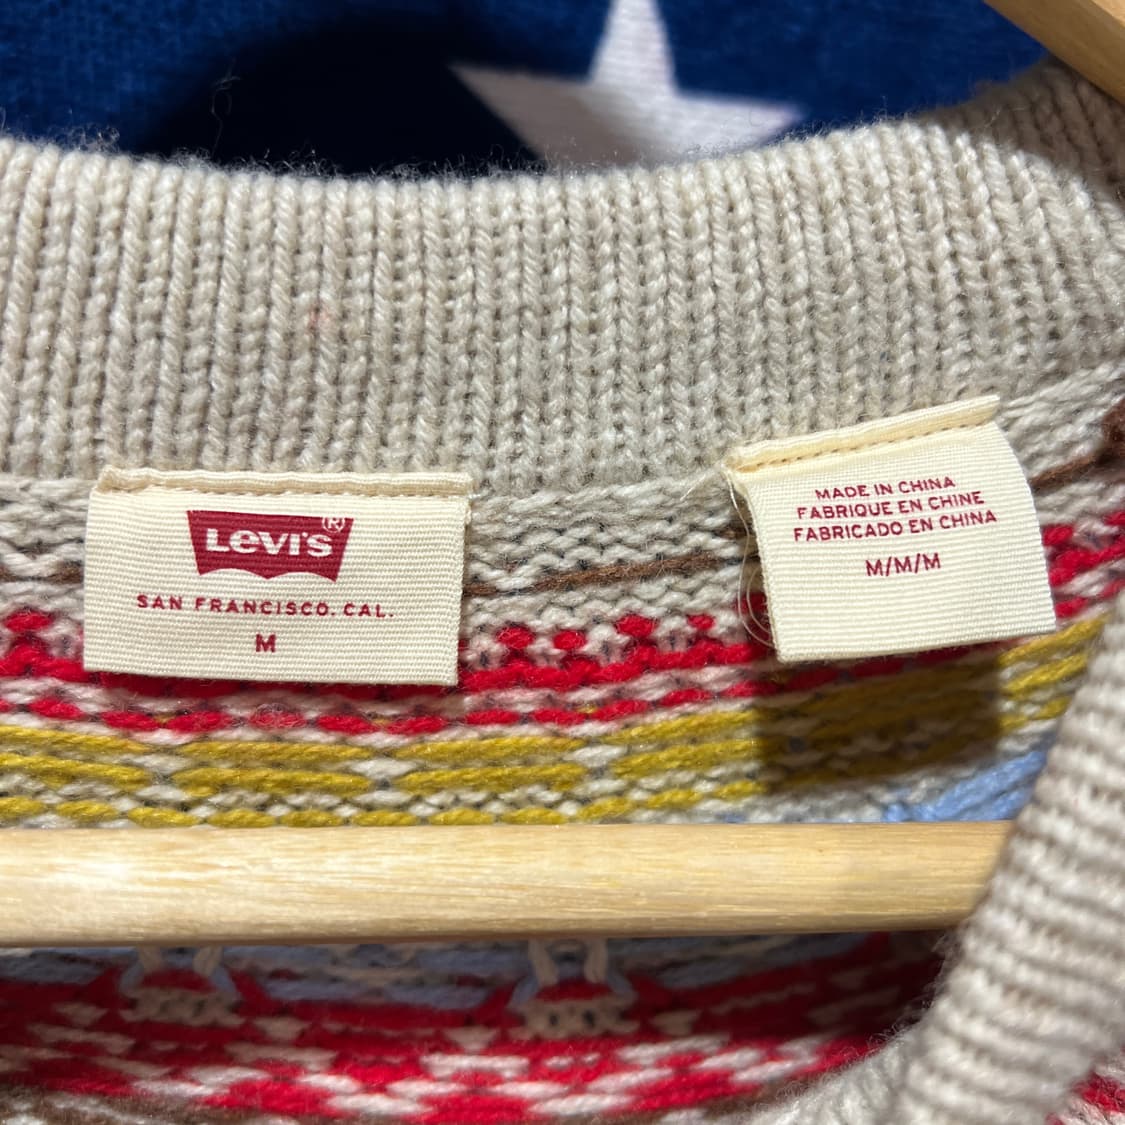 Levi's®
SAN FRANCISCO. CAL.
M
MADE IN CHINA
FABRIQUE EN CHINE
FABRICADO EN CHINA
M/M/M